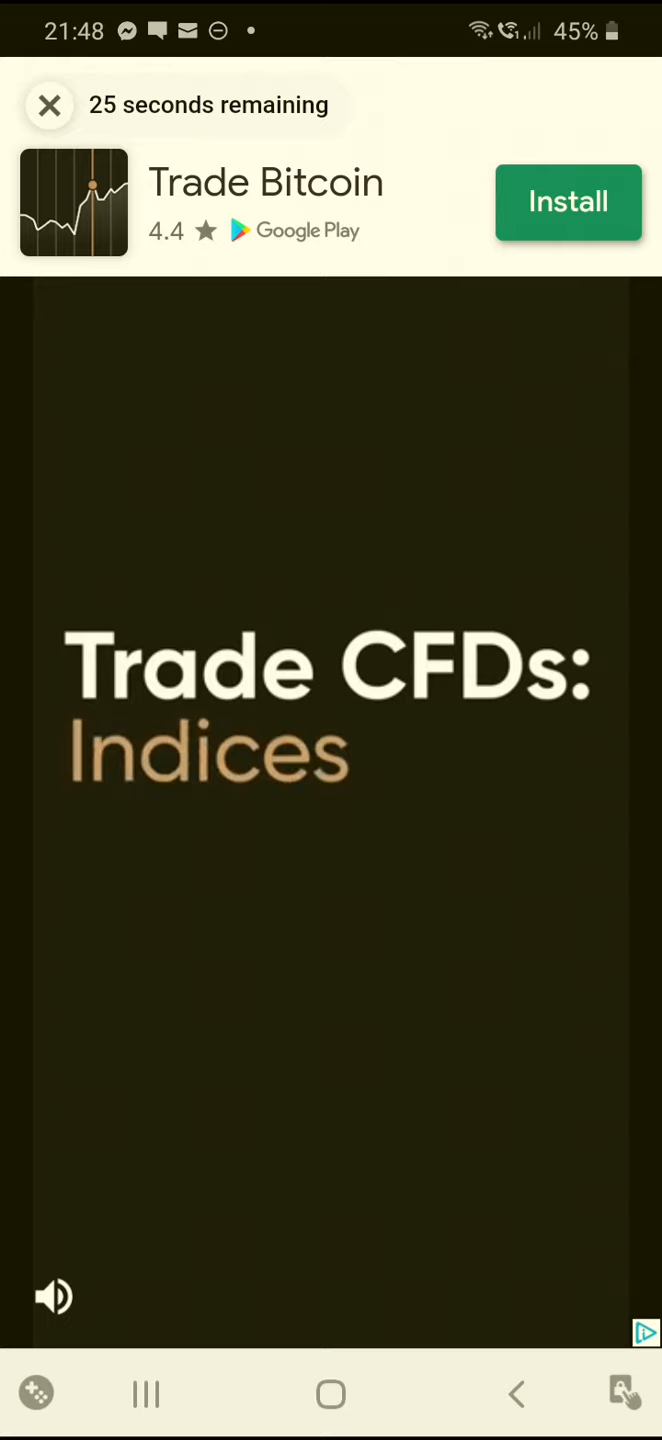 21:48
45%
25 seconds remaining
Trade Bitcoin
Install
4.4 ★ Google Play
Trade CFDs:
Indices